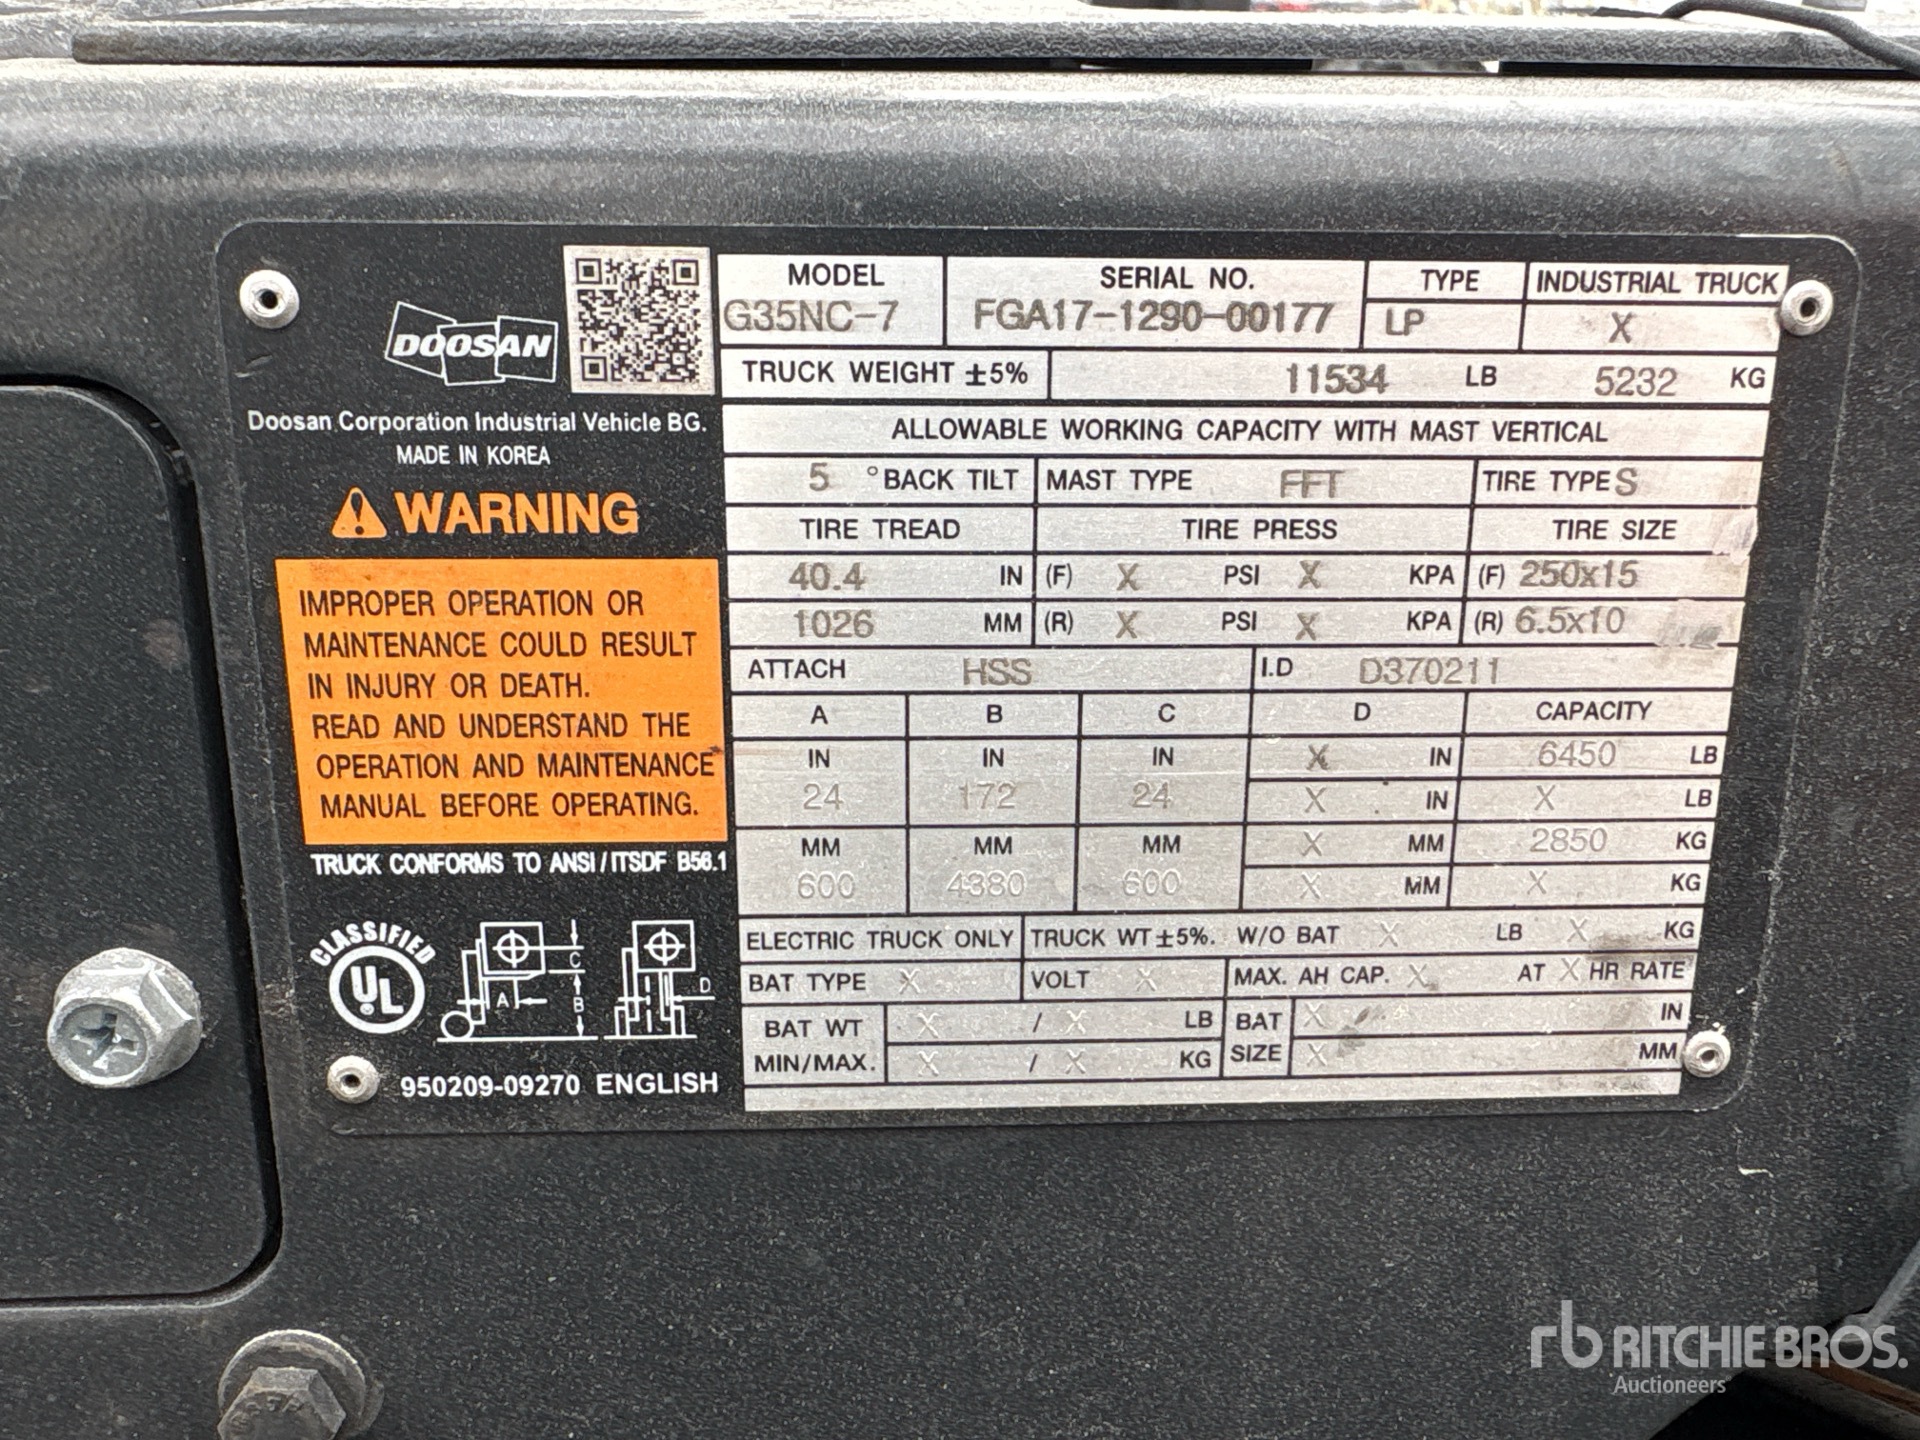 DOOSAN
Doosan Corporation Industrial Vehicle BG.
MADE IN KOREA
WARNING
IMPROPER OPERATION OR
MAINTENANCE COULD RESULT
IN INJURY OR DEATH.
READ AND UNDERSTAND THE
OPERATION AND MAINTENANCE
MANUAL BEFORE OPERATING.
TRUCK CONFORMS TO ANSI/ITSDF B56.1
CLASSIFIED
UL®
A B C D
950209-09270 ENGLISH
MODEL SERIAL NO. TYPE INDUSTRIAL TRUCK
G35NC-7 FGA17-1290-00177 LP X
TRUCK WEIGHT ±5% 11534 LB 5232 KG
ALLOWABLE WORKING CAPACITY WITH MAST VERTICAL
5 °BACK TILT MAST TYPE FFT TIRE TYPE S
TIRE TREAD TIRE PRESS TIRE SIZE
40.4 IN (F) X PSI X KPA (F) 250x15
1026 MM (R) X PSI X KPA (R) 6.5x10
ATTACH HSS I.D D370211
A B C D CAPACITY
IN IN IN X IN 6450 LB
24 172 24 X IN X LB
MM MM MM X MM 2850 KG
600 4380 600 X MM X KG
ELECTRIC TRUCK ONLY TRUCK WT ±5%. W/O BAT X LB X KG
BAT TYPE X VOLT X MAX. AH CAP. X AT X HR RATE
BAT WT X / X LB BAT X IN
MIN/MAX. X / X KG SIZE X MM
rb RITCHIE BROS.
Auctioneers